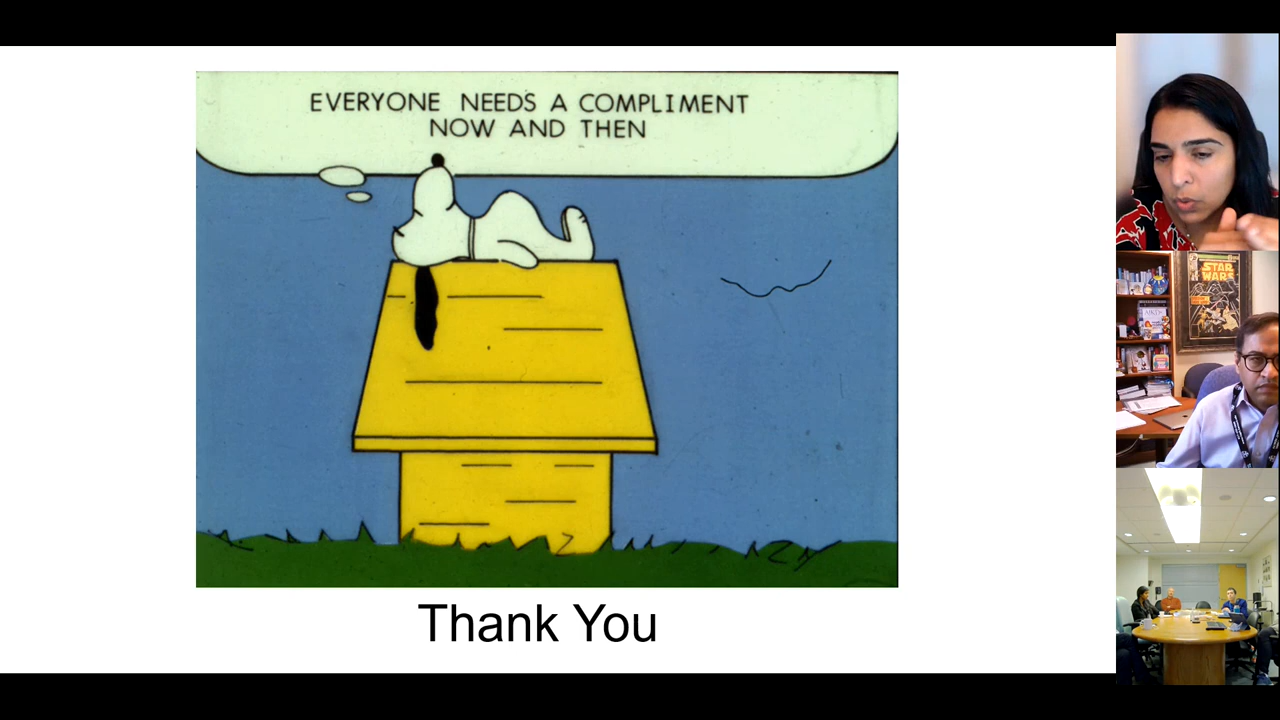 EVERYONE NEEDS A COMPLIMENT
NOW AND THEN
Thank You
STAR
WARS